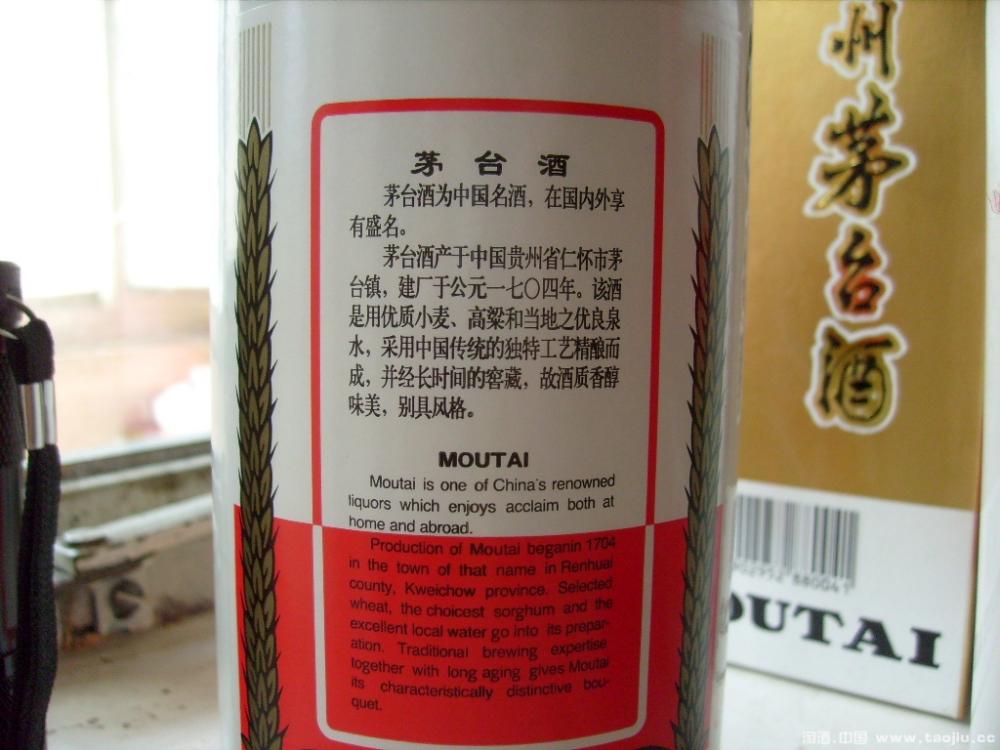 茅台酒
茅台酒为中国名酒，在国内外享
有盛名。
茅台酒产于中国贵州省仁怀市茅
台镇，建厂于公元一七〇四年。该酒
是用优质小麦、高粱和当地之优良泉
水，采用中国传统的独特工艺精酿而
成，并经长时间的窖藏，故酒质香醇
味美，别具风格。
MOUTAI
Moutai is one of China's renowned
liquors which enjoys acclaim both at
home and abroad.
Production of Moutai beganin 1704
in the town of that name in Renhuai
county, Kweichow province. Selected
wheat, the choicest sorghum and the
excellent local water go into its prepar-
ation. Traditional brewing expertise
together with long aging gives Moutai
its characteristically distinctive bou-
quet.
州茅台酒
902952 880041
OUTAI
淘酒.中国 www.taojiu.cc